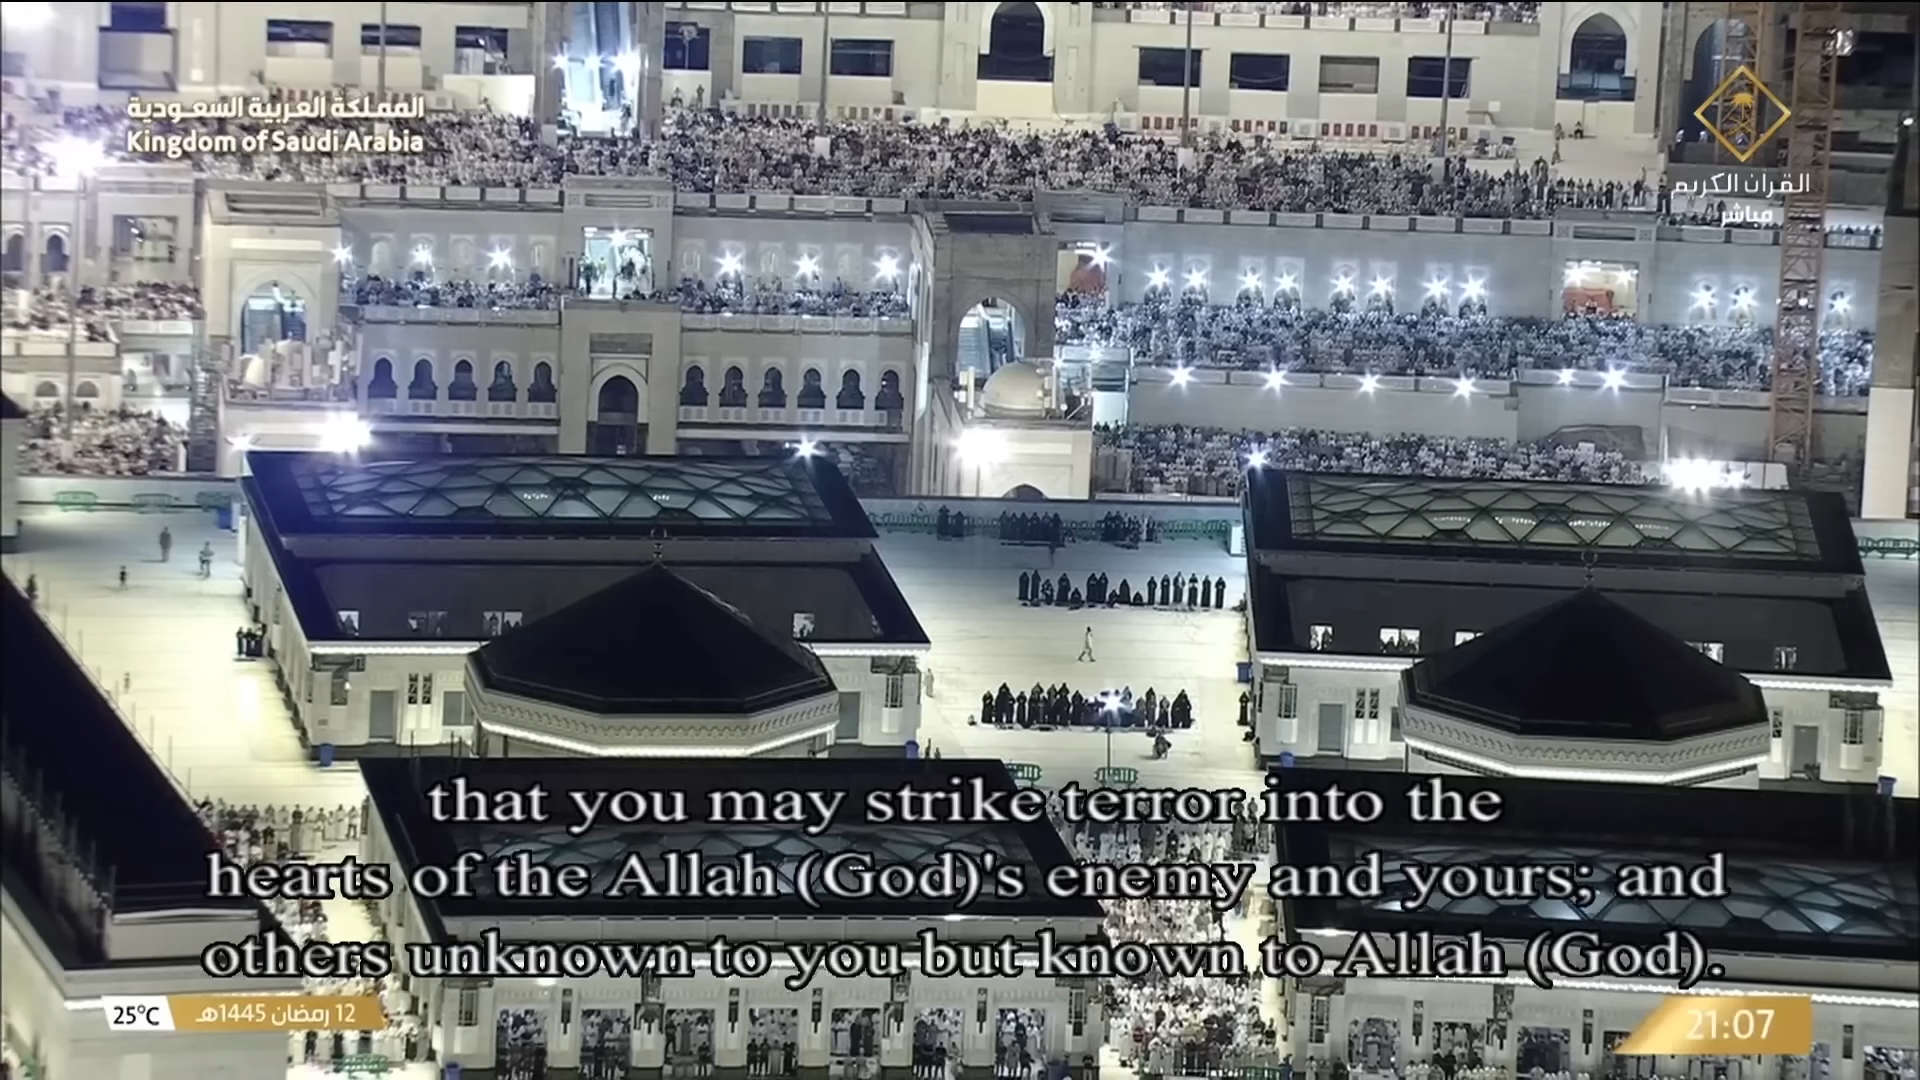 المملكة العربية السعودية
Kingdom of Saudi Arabia
القرآن الكريم
مباشر
that you may strike terror into the
hearts of the Allah (God)'s enemy and yours; and
others unknown to you but known to Allah (God).
25°C
12 رمضان 1445هـ
21:07